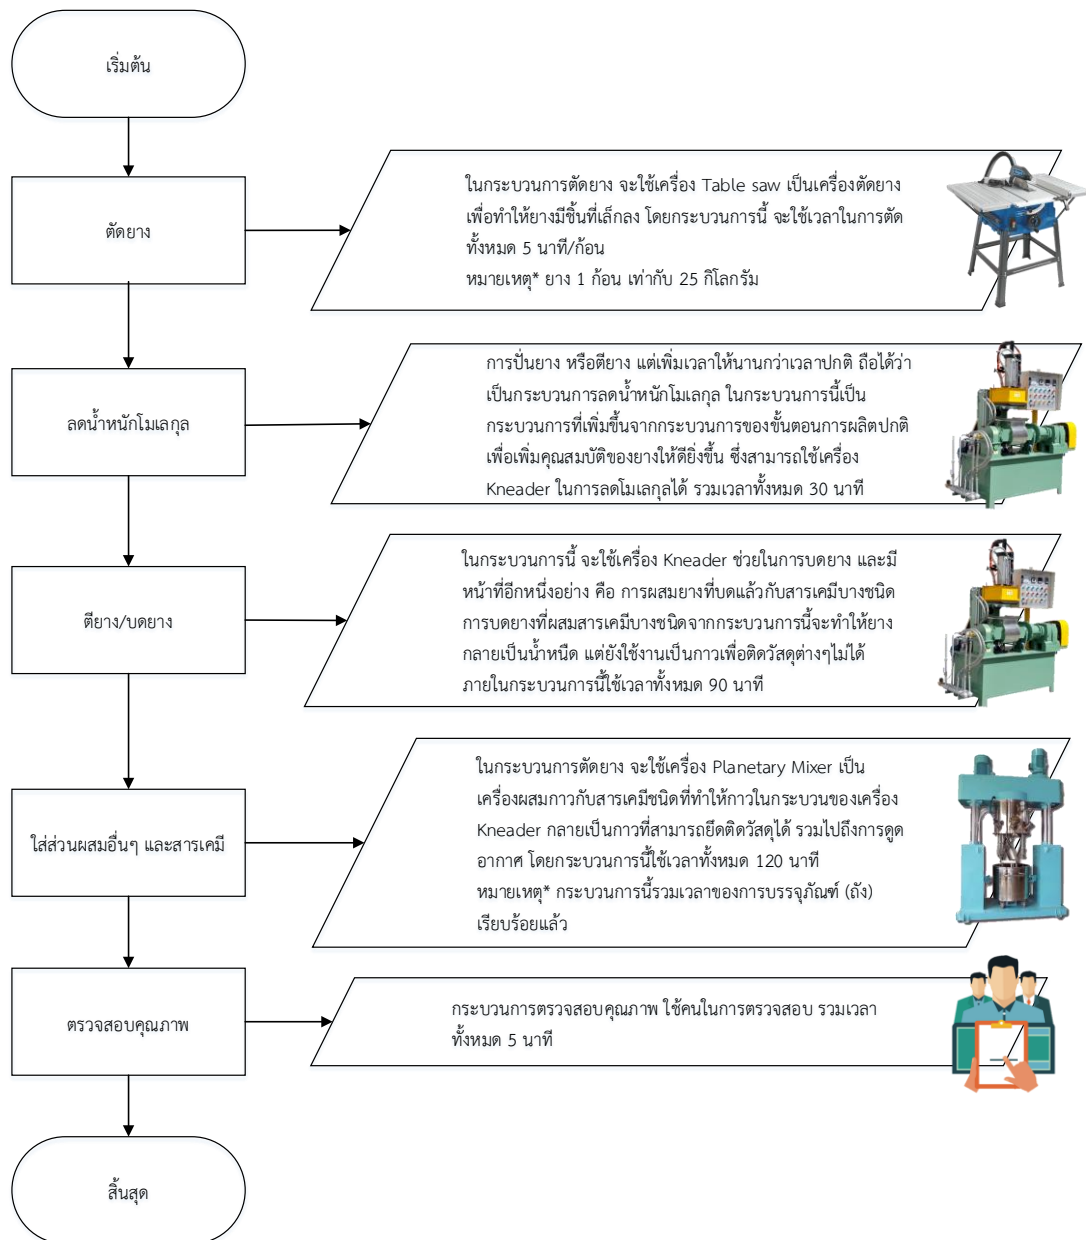 เริ่มต้น
ตัดยาง
ในกระบวนการตัดยาง จะใช้เครื่อง Table saw เป็นเครื่องตัดยาง
เพื่อทำให้ยางมีชิ้นที่เล็กลง โดยกระบวนการนี้ จะใช้เวลาในการตัด
ทั้งหมด 5 นาที/ก้อน
หมายเหตุ* ยาง 1 ก้อน เท่ากับ 25 กิโลกรัม
ลดน้ำหนักโมเลกุล
การปั่นยาง หรือตียาง แต่เพิ่มเวลาให้นานกว่าเวลาปกติ ถือได้ว่า
เป็นกระบวนการลดน้ำหนักโมเลกุล ในกระบวนการนี้เป็น
กระบวนการที่เพิ่มขึ้นจากกระบวนการของขั้นตอนการผลิตปกติ
เพื่อเพิ่มคุณสมบัติของยางให้ดียิ่งขึ้น ซึ่งสามารถใช้เครื่อง
Kneader ในการลดโมเลกุลได้ รวมเวลาทั้งหมด 30 นาที
ตียาง/บดยาง
ในกระบวนการนี้ จะใช้เครื่อง Kneader ช่วยในการบดยาง และมี
หน้าที่อีกหนึ่งอย่าง คือ การผสมยางที่บดแล้วกับสารเคมีบางชนิด
การบดยางที่ผสมสารเคมีบางชนิดจากกระบวนการนี้จะทำให้ยาง
กลายเป็นน้ำหนืด แต่ยังใช้งานเป็นกาวเพื่อติดวัสดุต่างๆไม่ได้
ภายในกระบวนการนี้ใช้เวลาทั้งหมด 90 นาที
ใส่ส่วนผสมอื่นๆ และสารเคมี
ในกระบวนการตัดยาง จะใช้เครื่อง Planetary Mixer เป็น
เครื่องผสมกาวกับสารเคมีชนิดที่ทำให้กาวในกระบวนของเครื่อง
Kneader กลายเป็นกาวที่สามารถยึดติดวัสดุได้ รวมไปถึงการดูด
อากาศ โดยกระบวนการนี้ใช้เวลาทั้งหมด 120 นาที
หมายเหตุ* กระบวนการนี้รวมเวลาของการบรรจุภัณฑ์ (ถัง)
เรียบร้อยแล้ว
ตรวจสอบคุณภาพ
กระบวนการตรวจสอบคุณภาพ ใช้คนในการตรวจสอบ รวมเวลา
ทั้งหมด 5 นาที
สิ้นสุด